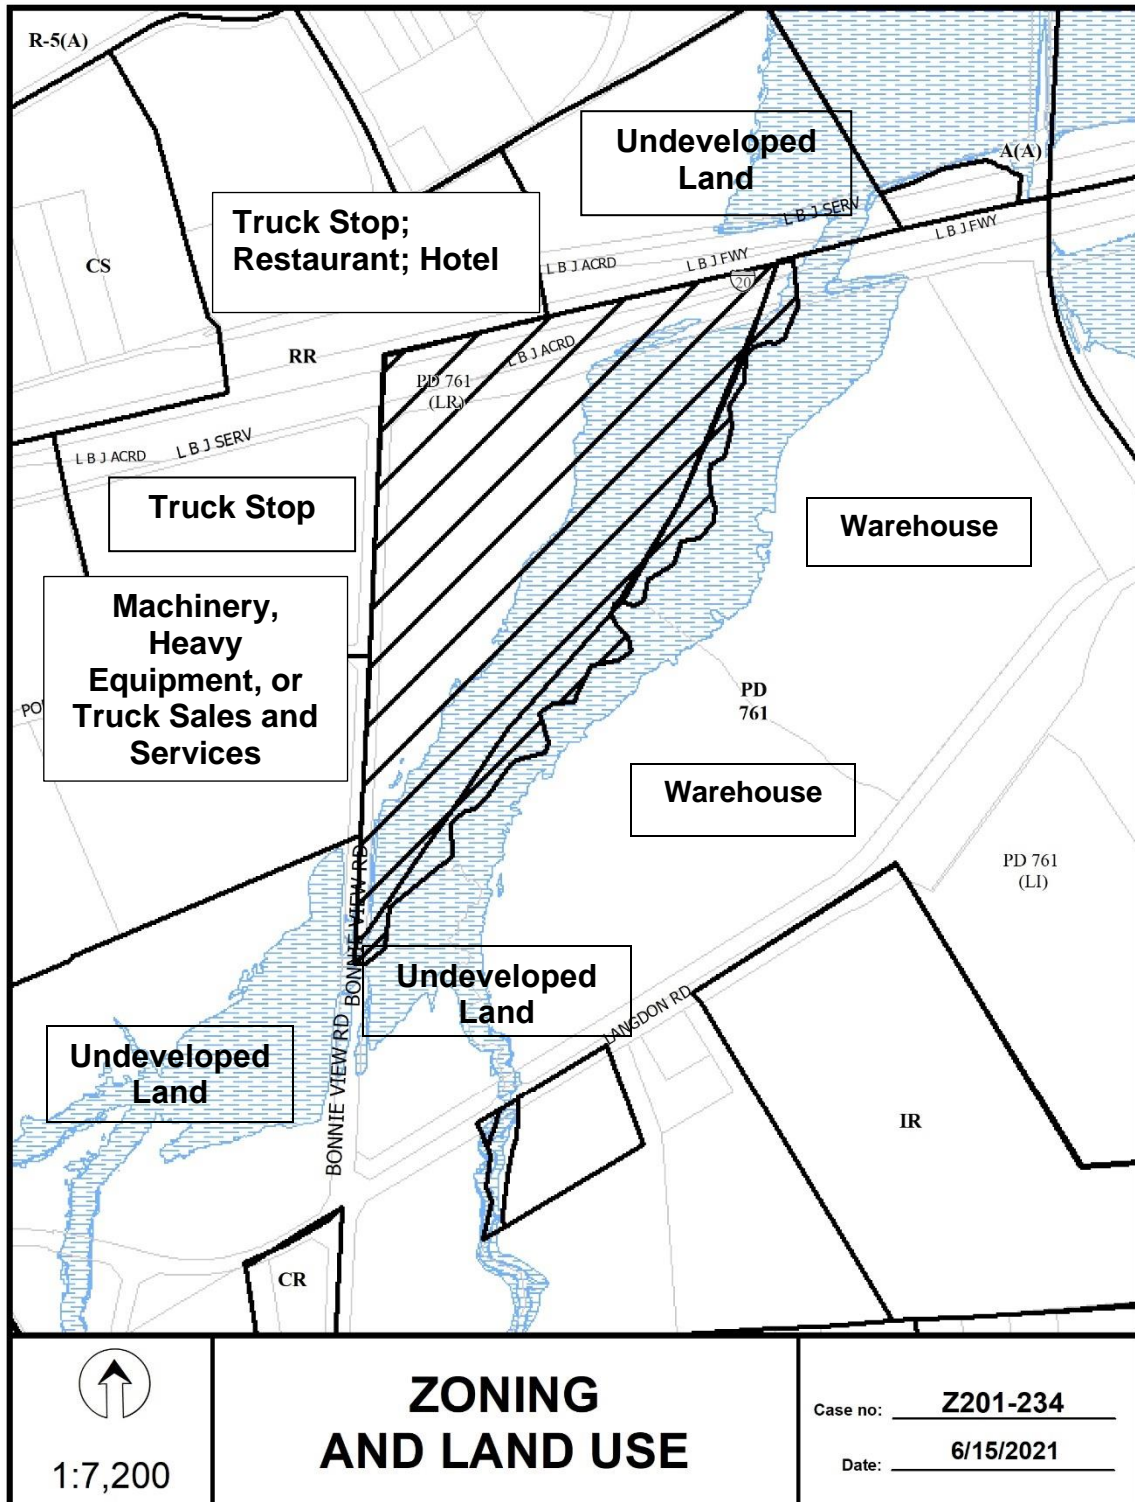 R-5(A)
Undeveloped
Land
A(A)
L B J SERV
L B J FWY
Truck Stop;
Restaurant; Hotel
CS
L B J ACRD
L B J FWY
20
RR
L B J ACRD
PD 761
(LR)
L B J ACRD
L B J SERV
Truck Stop
Warehouse
Machinery,
Heavy
Equipment, or
Truck Sales and
Services
PD
761
Warehouse
PD 761
(LI)
BONNIE VIEW RD
BONNIE VIEW RD
Undeveloped
Land
LANGDON RD
Undeveloped
Land
IR
CR
1:7,200
ZONING
AND LAND USE
Case no: Z201-234
Date: 6/15/2021